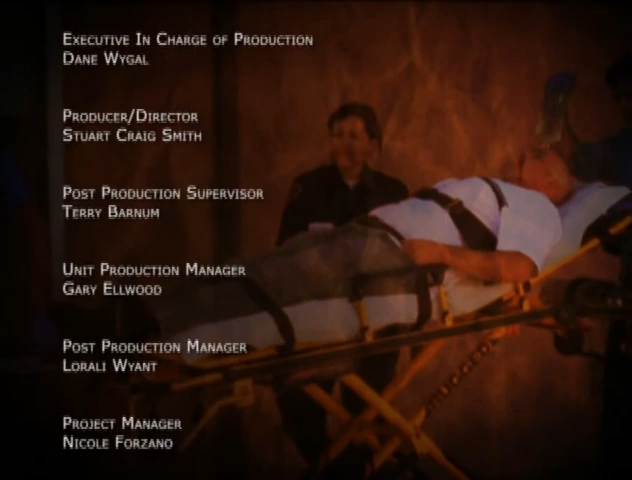 Executive In Charge of Production
Dane Wygal
Producer/Director
Stuart Craig Smith
Post Production Supervisor
Terry Barnum
Unit Production Manager
Gary Ellwood
Post Production Manager
Lorali Wyant
Project Manager
Nicole Forzano